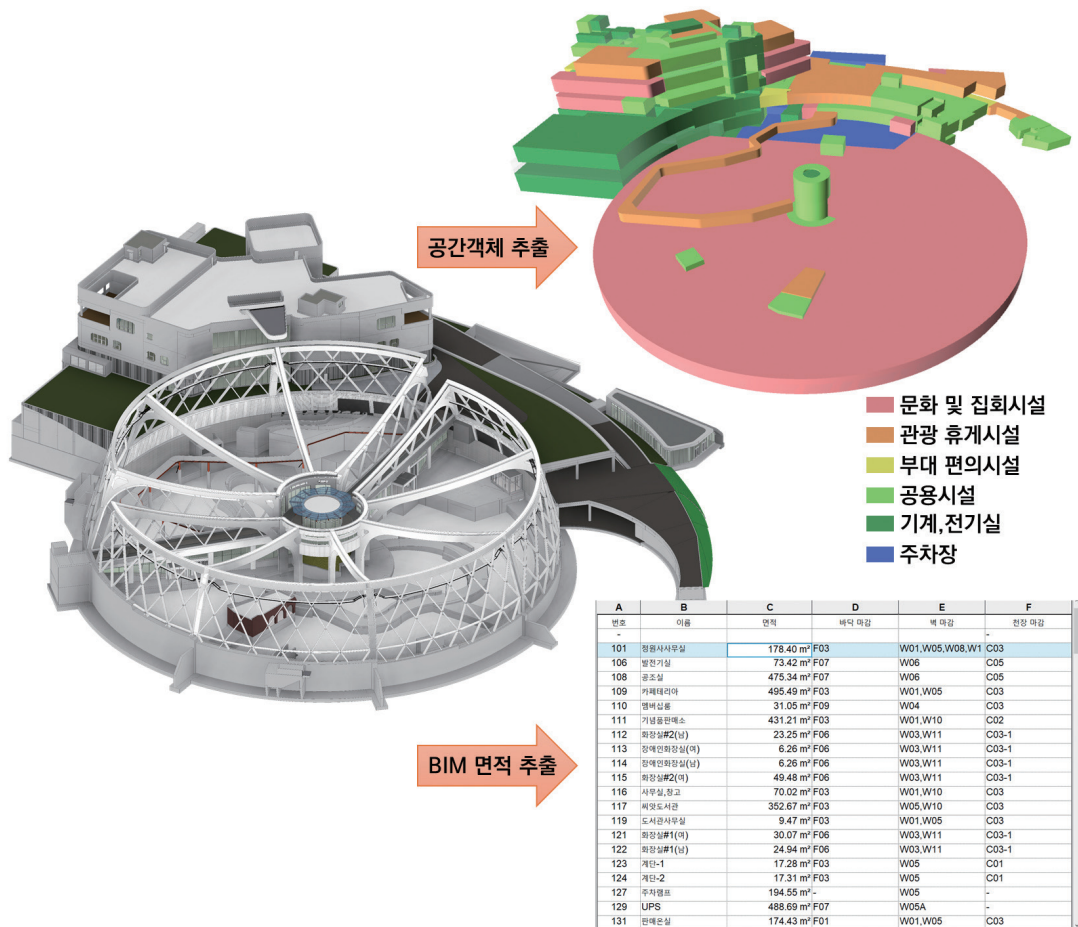 공간객체 추출
문화 및 집회시설
관광 휴게시설
부대 편의시설
공용시설
기계,전기실
주차장
BIM 면적 추출
A B C D E F
번호 이름 면적 바닥 마감 벽 마감 천장 마감
- -
101 정원사사무실 178.40 m² F03 W01,W05,W08,W1 C03
106 발전기실 73.42 m² F07 W06 C05
108 공조실 475.34 m² F07 W06 C05
109 카페테리아 495.49 m² F03 W01,W05 C03
110 멤버십룸 31.05 m² F09 W04 C03
111 기념품판매소 431.21 m² F03 W01,W10 C02
112 화장실#2(남) 23.25 m² F06 W03,W11 C03-1
113 장애인화장실(여) 6.26 m² F06 W03,W11 C03-1
114 장애인화장실(남) 6.26 m² F06 W03,W11 C03-1
115 화장실#2(여) 49.48 m² F06 W03,W11 C03-1
116 사무실,창고 70.02 m² F03 W01,W10 C03
117 씨앗도서관 352.67 m² F03 W05,W10 C03
119 도서관사무실 9.47 m² F03 W01,W05 C03
121 화장실#1(여) 30.07 m² F06 W03,W11 C03-1
122 화장실#1(남) 24.94 m² F06 W03,W11 C03-1
123 계단-1 17.28 m² F03 W05 C01
124 계단-2 17.31 m² F03 W05 C01
127 주차램프 194.55 m² - W05 -
129 UPS 488.69 m² F07 W05A -
131 판매온실 174.43 m² F01 W01,W05 C03